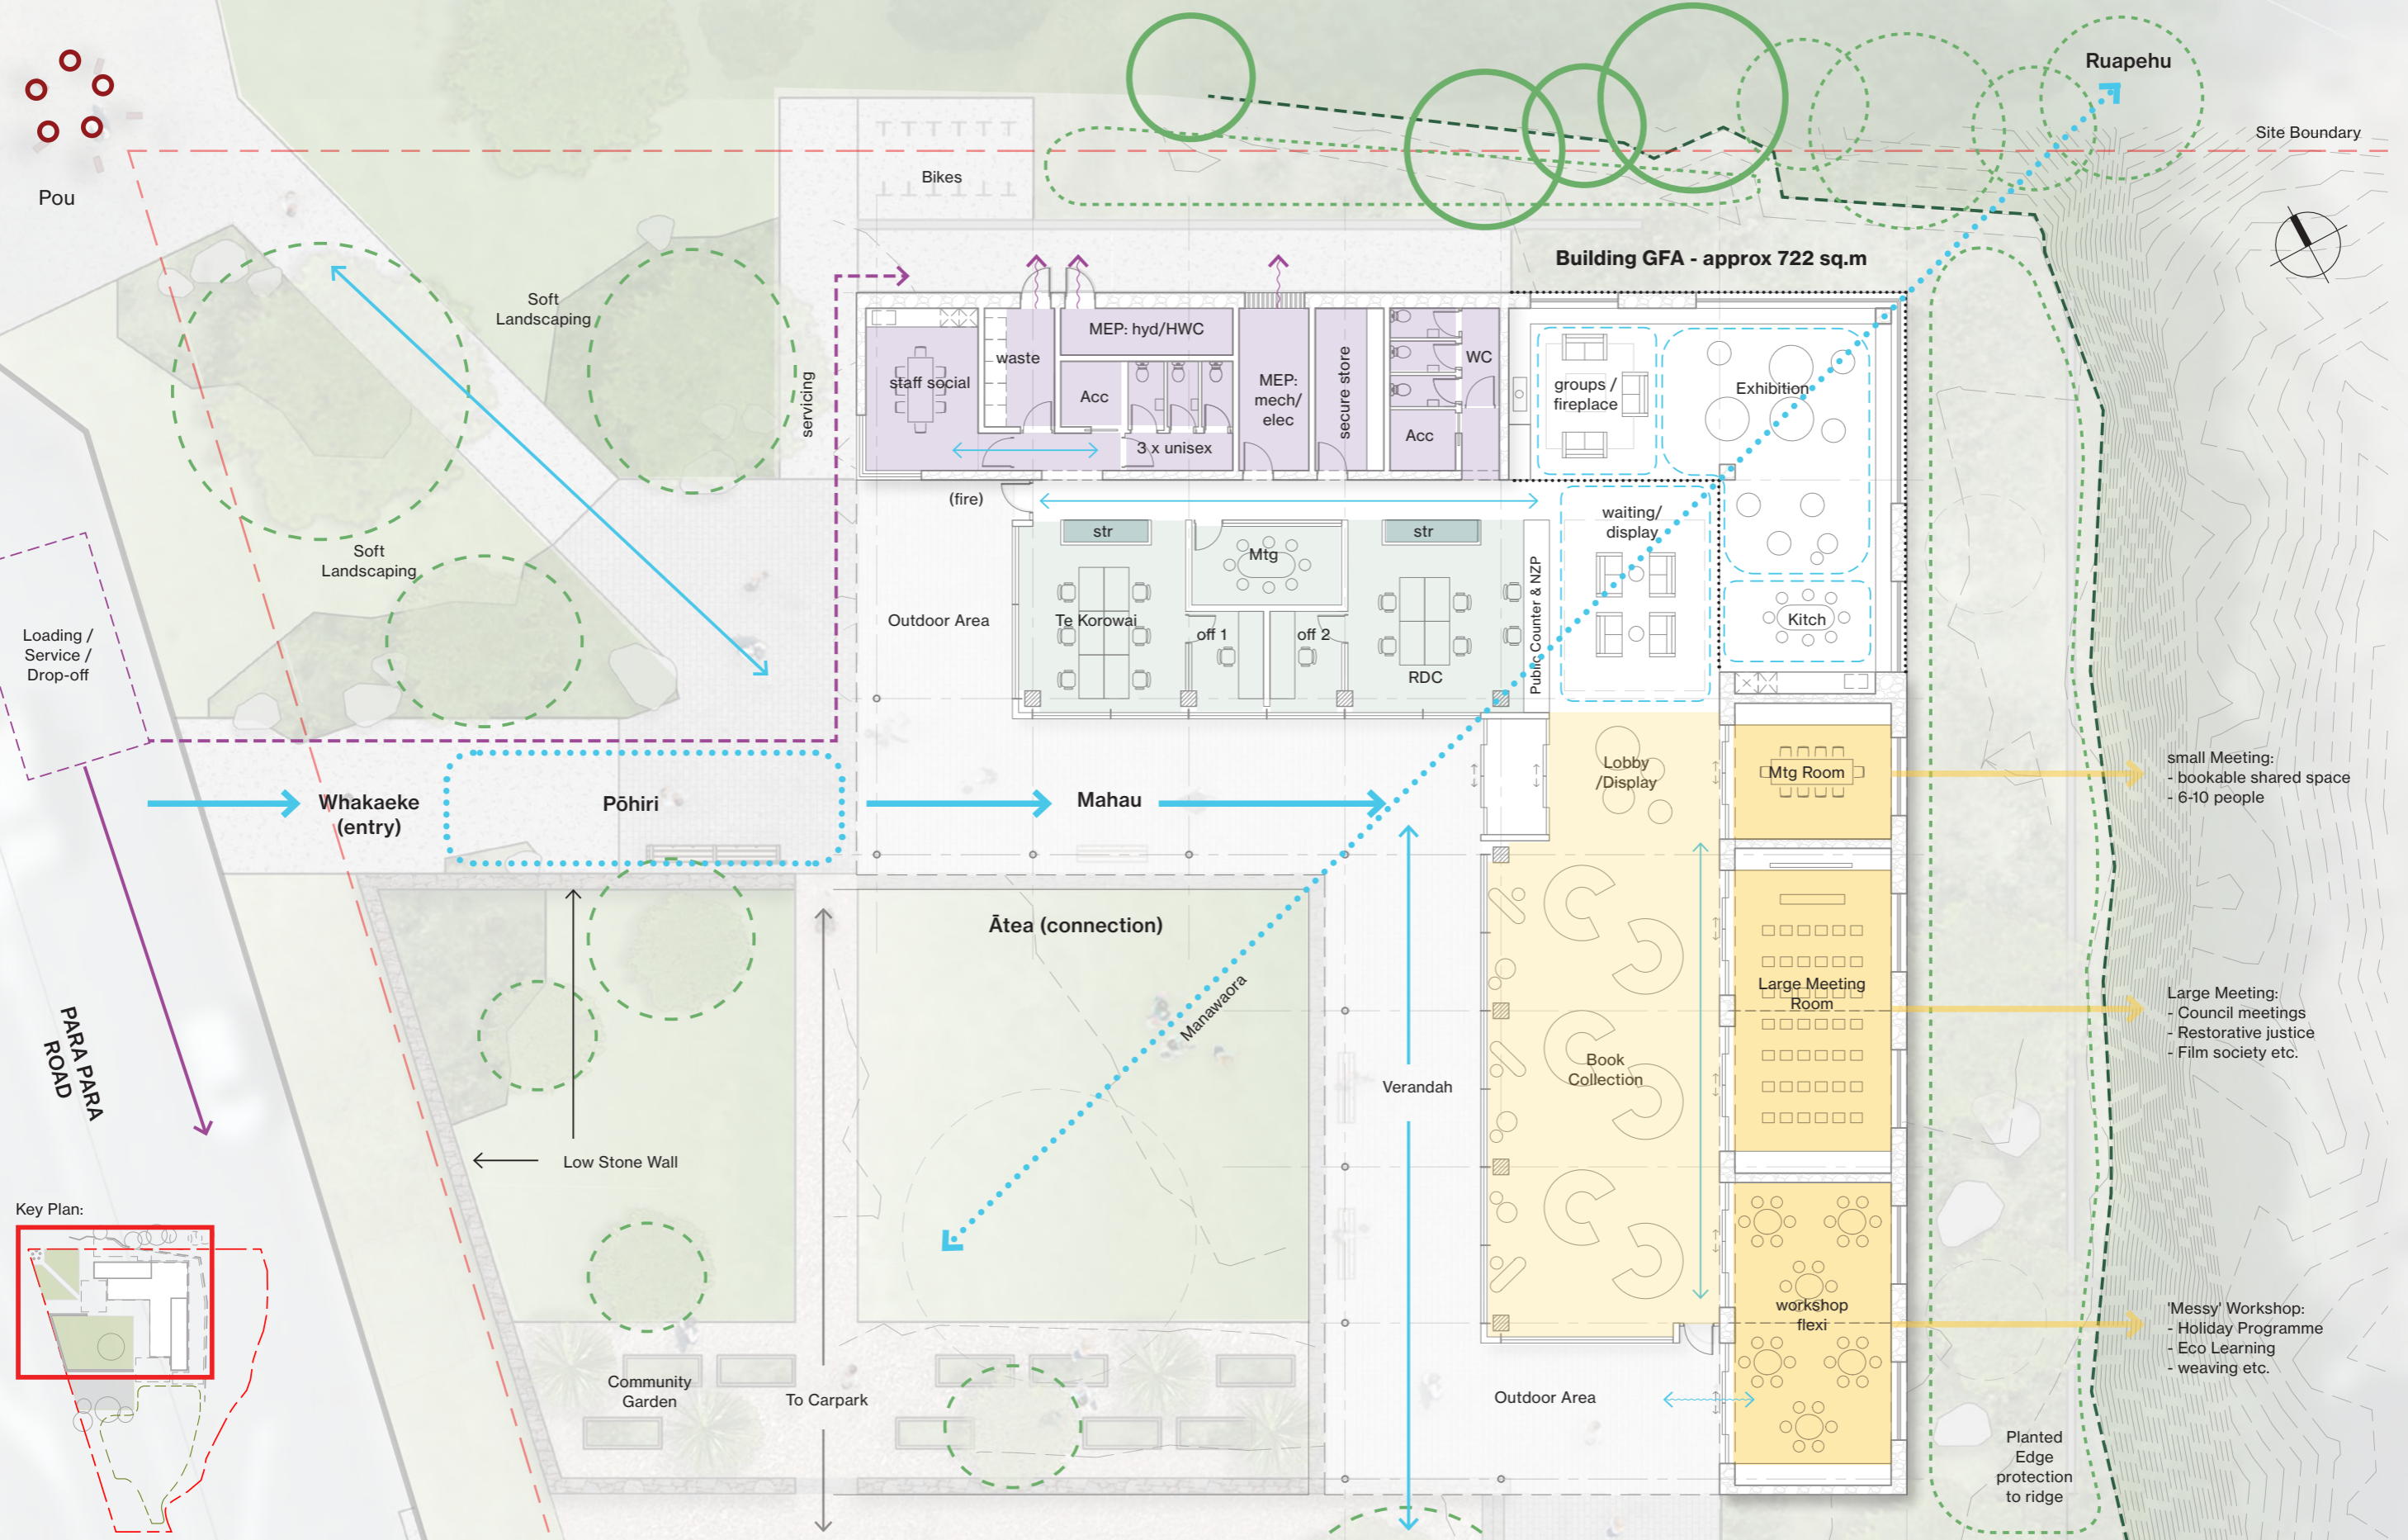 Ruapehu
Site Boundary
Pou
Bikes
Building GFA - approx 722 sq.m
Soft
Landscaping
servicing
staff social
waste
MEP: hyd/HWC
Acc
3 x unisex
MEP:
mech/
elec
secure store
WC
Acc
groups /
fireplace
Exhibition
(fire)
waiting/
display
str
Mtg
str
Soft
Landscaping
Loading /
Service /
Drop-off
Outdoor Area
Te Korowai
off 1
off 2
RDC
Public Counter & NZP
Kitch
Whakaeke
(entry)
Pōhiri
Mahau
Lobby
/Display
Mtg Room
small Meeting:
- bookable shared space
- 6-10 people
Ātea (connection)
Manawaora
PARA PARA
ROAD
Large Meeting
Room
Large Meeting:
- Council meetings
- Restorative justice
- Film society etc.
Verandah
Book
Collection
Low Stone Wall
Key Plan:
workshop
flexi
'Messy' Workshop:
- Holiday Programme
- Eco Learning
- weaving etc.
Community
Garden
To Carpark
Outdoor Area
Planted
Edge
protection
to ridge